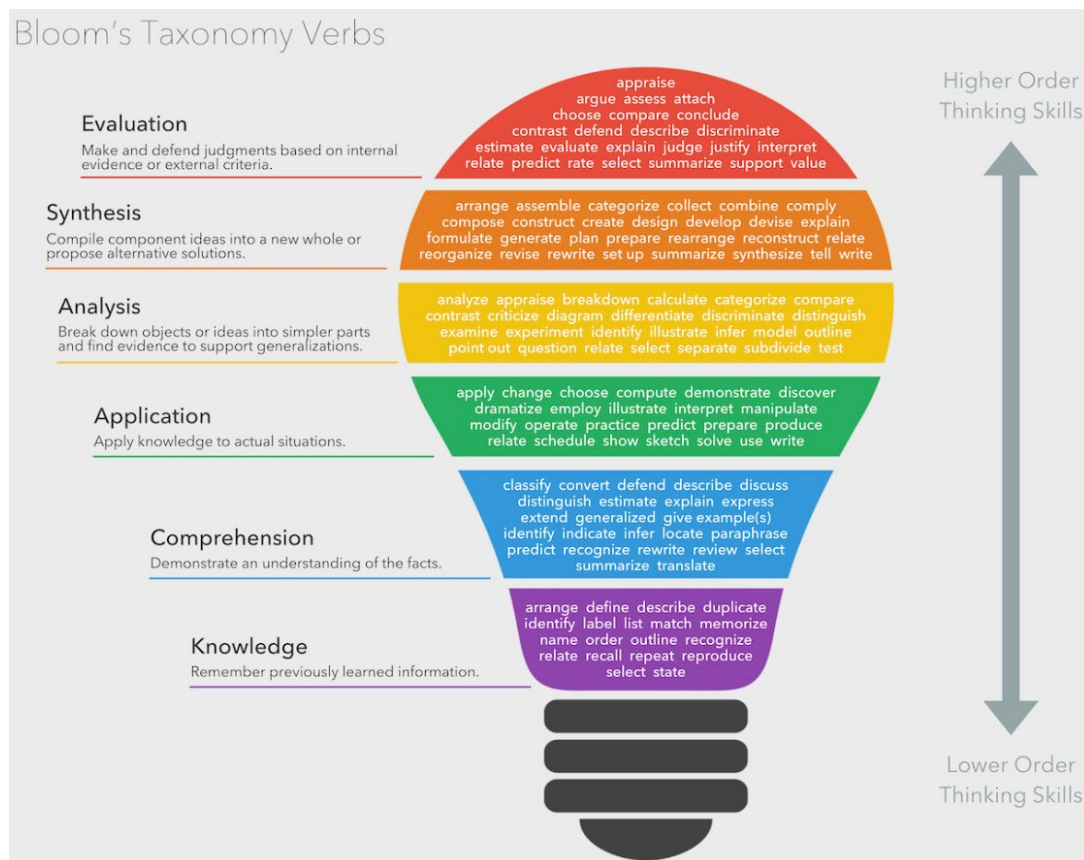 Bloom's Taxonomy Verbs
Higher Order
Thinking Skills
Evaluation
Make and defend judgments based on internal
evidence or external criteria.
appraise
argue assess attach
choose compare conclude
contrast defend describe discriminate
estimate evaluate explain judge justify interpret
relate predict rate select summarize support value
Synthesis
Compile component ideas into a new whole or
propose alternative solutions.
arrange assemble categorize collect combine comply
compose construct create design develop devise explain
formulate generate plan prepare rearrange reconstruct relate
reorganize revise rewrite set up summarize synthesize tell write
Analysis
Break down objects or ideas into simpler parts
and find evidence to support generalizations.
analyze appraise breakdown calculate categorize compare
contrast criticize diagram differentiate discriminate distinguish
examine experiment identify illustrate infer model outline
point out question relate select separate subdivide test
Application
Apply knowledge to actual situations.
apply change choose compute demonstrate discover
dramatize employ illustrate interpret manipulate
modify operate practice predict prepare produce
relate schedule show sketch solve use write
Comprehension
Demonstrate an understanding of the facts.
classify convert defend describe discuss
distinguish estimate explain express
extend generalized give example(s)
identify indicate infer locate paraphrase
predict recognize rewrite review select
summarize translate
Knowledge
Remember previously learned information.
arrange define describe duplicate
identify label list match memorize
name order outline recognize
relate recall repeat reproduce
select state
Lower Order
Thinking Skills